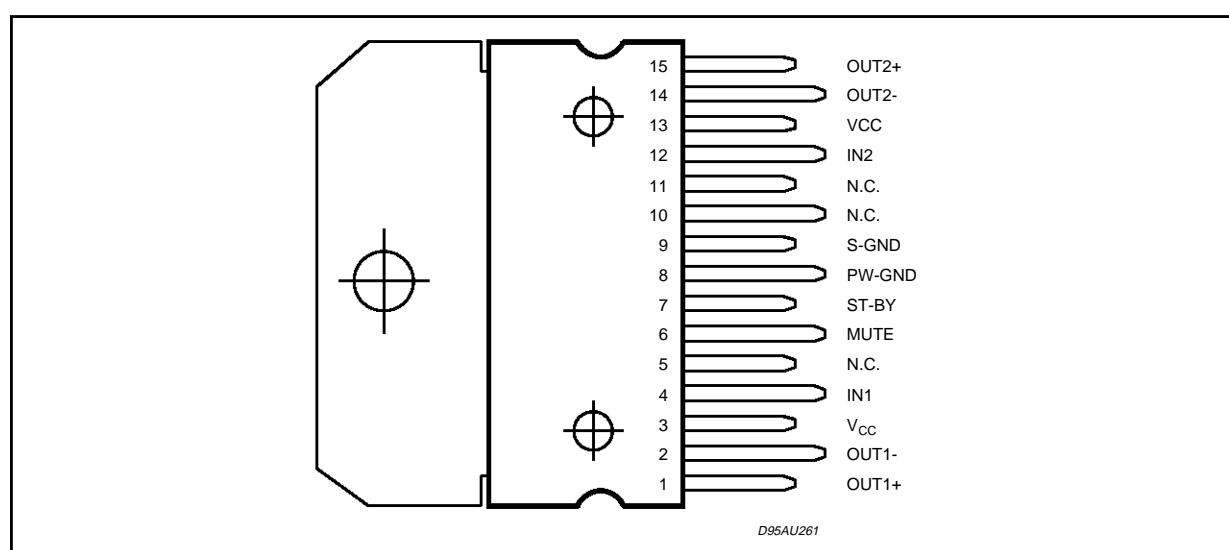 15 OUT2+
14 OUT2-
13 VCC
12 IN2
11 N.C.
10 N.C.
9 S-GND
8 PW-GND
7 ST-BY
6 MUTE
5 N.C.
4 IN1
3 VCC
2 OUT1-
1 OUT1+
D95AU261